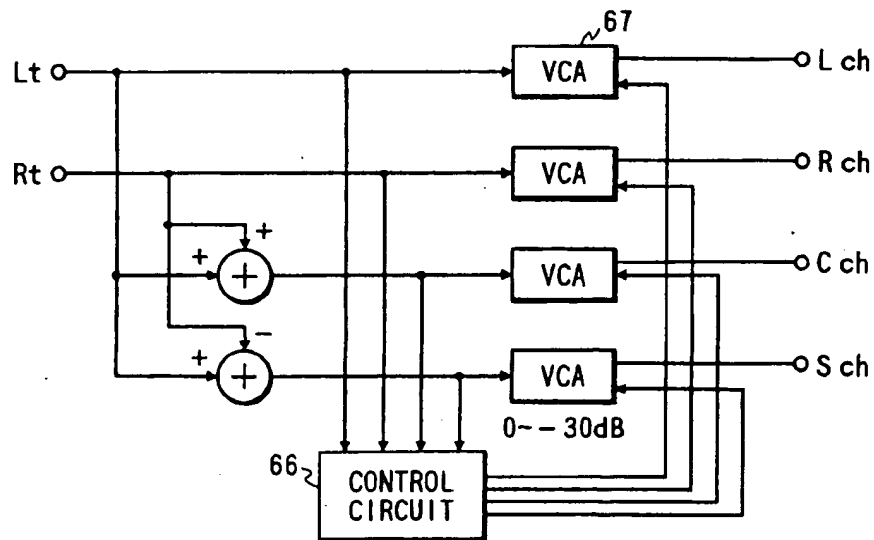 67
Lt
VCA
L ch
Rt
VCA
R ch
+
+
+
VCA
C ch
-
+
+
VCA
S ch
0~-30dB
66
CONTROL
CIRCUIT